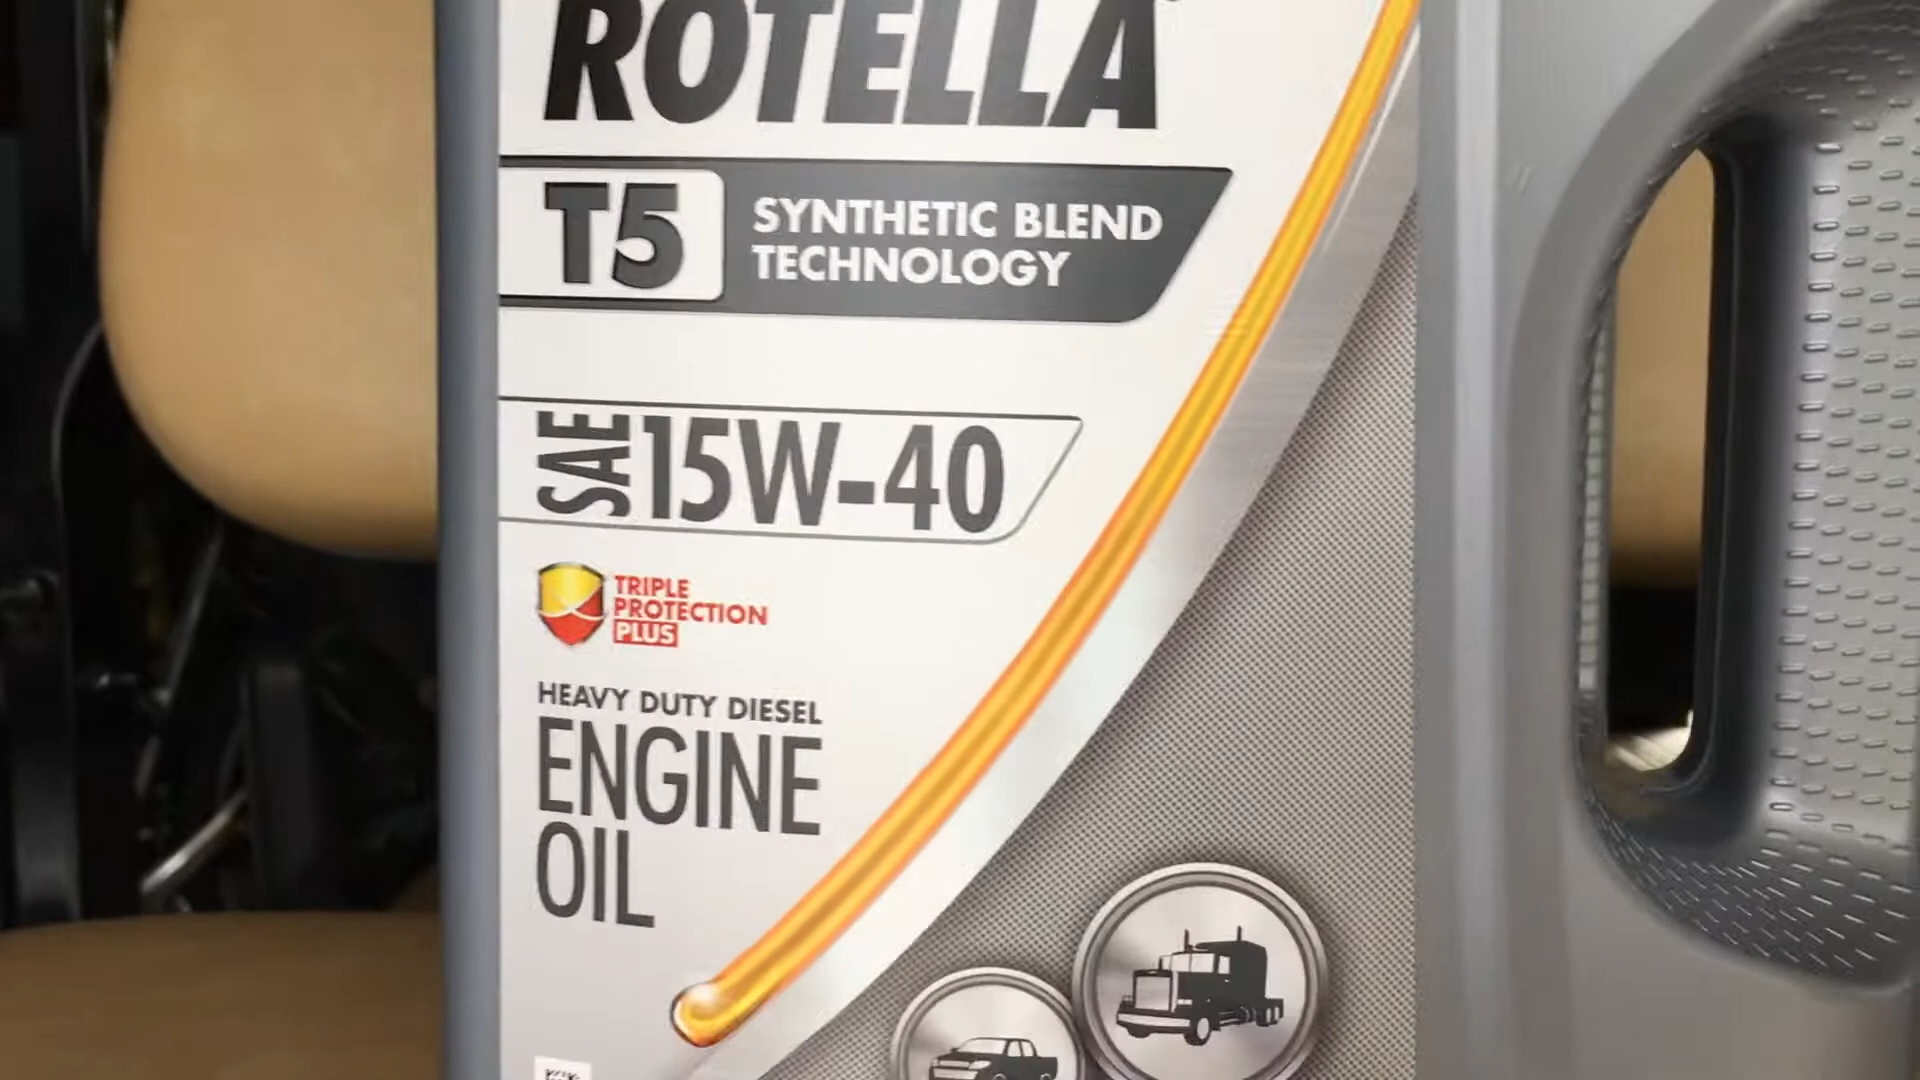 ROTELLA
T5 SYNTHETIC BLEND
TECHNOLOGY
SAE 15W-40
TRIPLE
PROTECTION
PLUS
HEAVY DUTY DIESEL
ENGINE
OIL